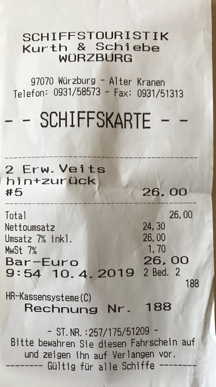 SCHIFFSTOURISTIK
Kurth & Schiebe
WÜRZBURG
97070 Würzburg - Alter Kranen
Telefon: 0931/58573 - Fax: 0931/51313
- - SCHIFFSKARTE - -
2 Erw. Veits
hin+zurück
#5 26.00
Total 26,00
Nettoumsatz 24,30
Umsatz 7% inkl. 26,00
MwSt 7% 1,70
Bar-Euro 26.00
9:54 10.4.2019 2 Bed. 2
188
HR-Kassensysteme(C)
Rechnung Nr. 188
- ST.NR.:257/175/51209 -
Bitte bewahren Sie diesen Fahrschein auf
und zeigen Ihn auf Verlangen vor.
------ Gültig für alle Schiffe ------